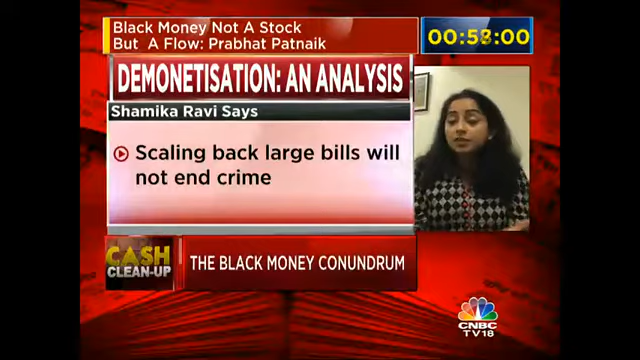 Black Money Not A Stock
But A Flow: Prabhat Patnaik
00:58:00
DEMONETISATION: AN ANALYSIS
Shamika Ravi Says
Scaling back large bills will
not end crime
CASH
CLEAN-UP
THE BLACK MONEY CONUNDRUM
CNBC
TV18